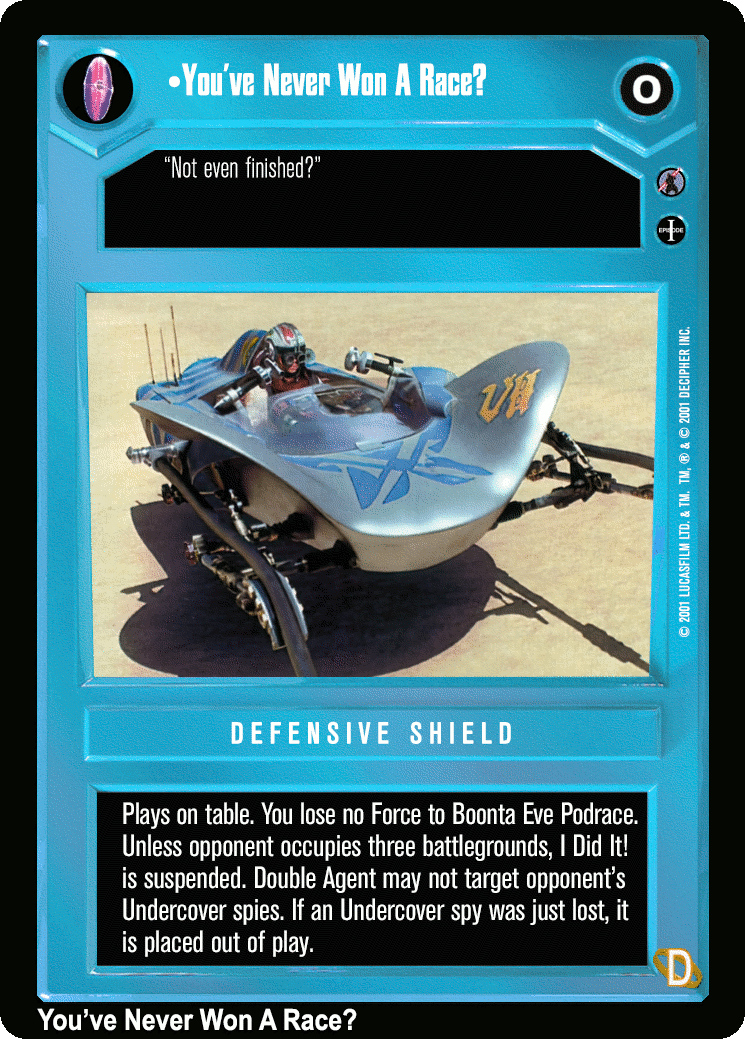 •You've Never Won A Race?
O
"Not even finished?"
EPISODE
I
© 2001 LUCASFILM LTD. & TM. TM, ® & © 2001 DECIPHER INC.
VII
DEFENSIVE SHIELD
Plays on table. You lose no Force to Boonta Eve Podrace.
Unless opponent occupies three battlegrounds, I Did It!
is suspended. Double Agent may not target opponent's
Undercover spies. If an Undercover spy was just lost, it
is placed out of play.
D
You've Never Won A Race?